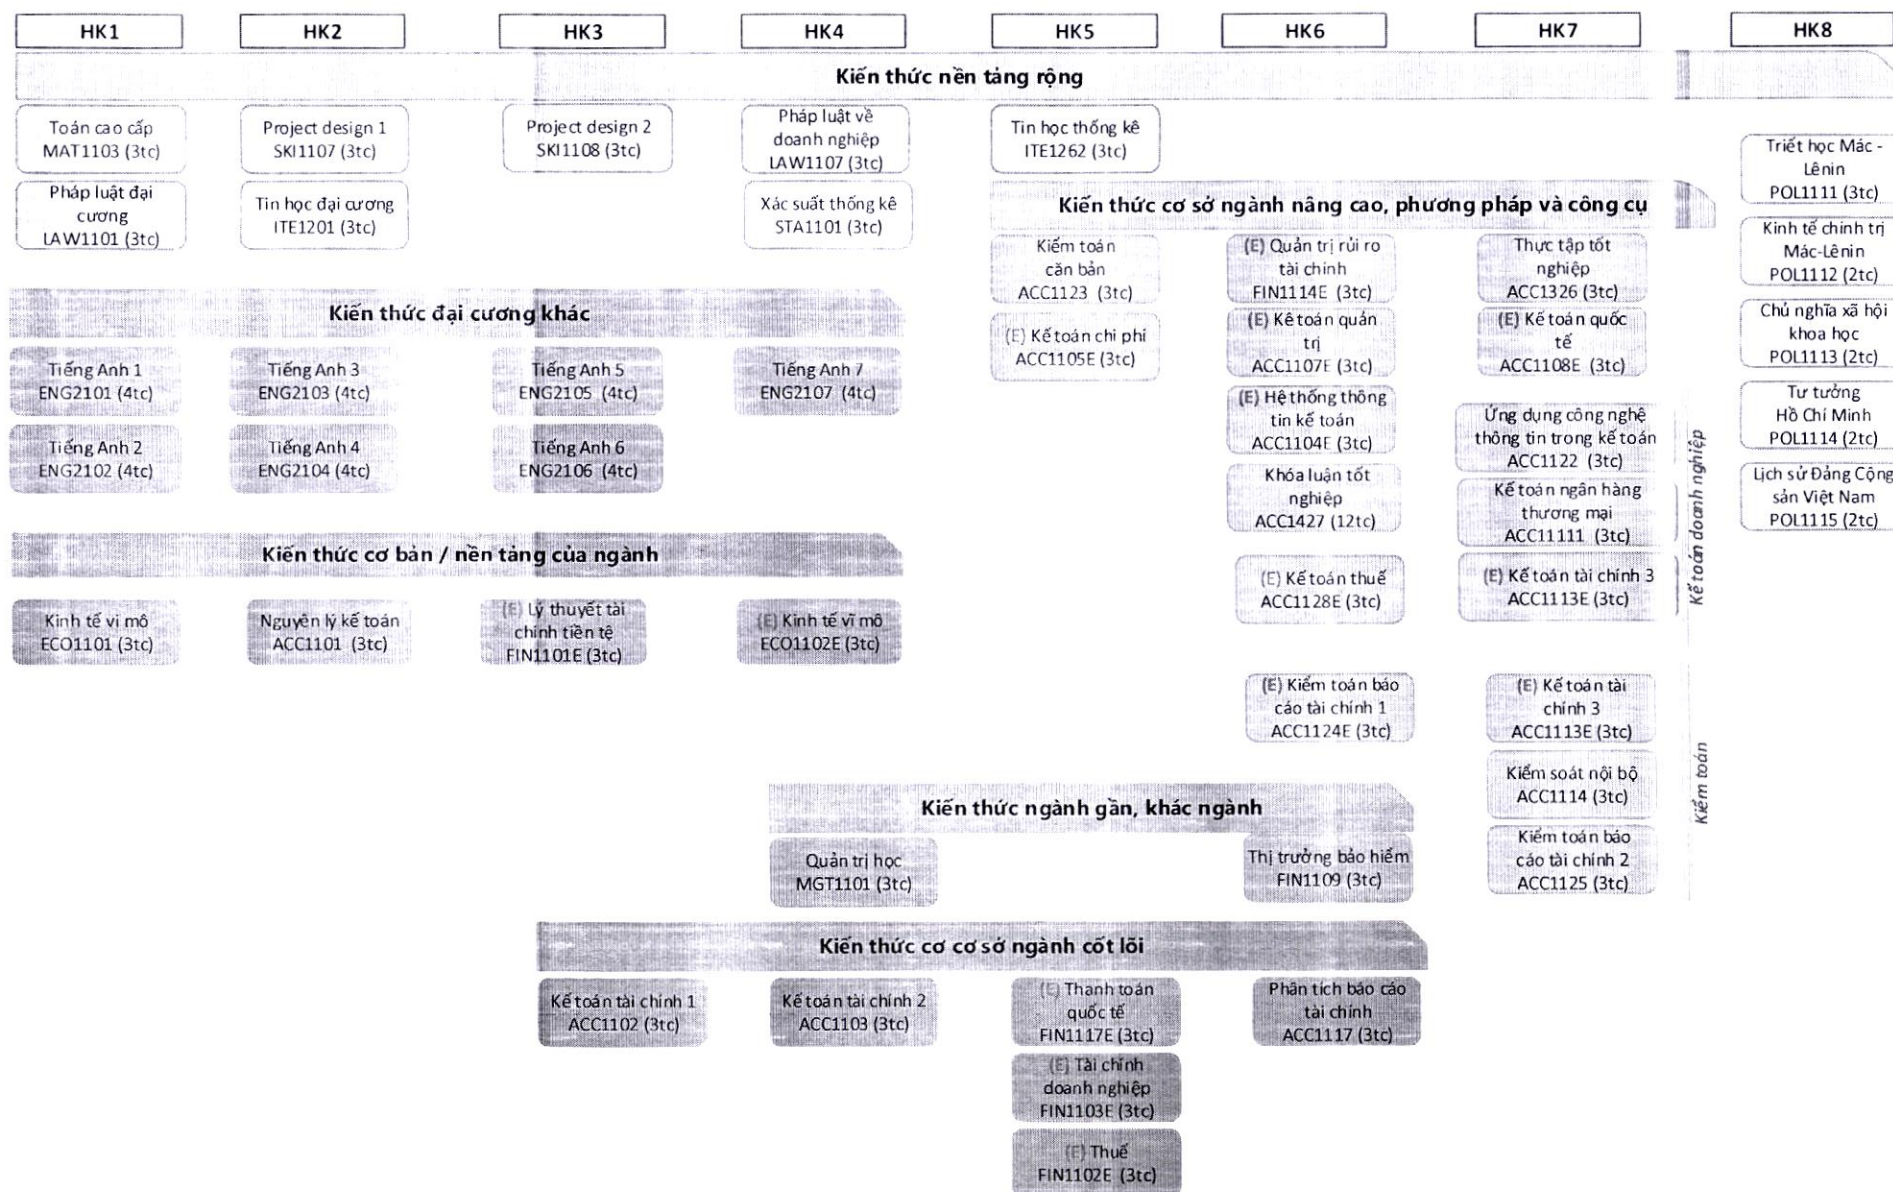 HK1
HK2
HK3
HK4
HK5
HK6
HK7
HK8
Kiến thức nền tảng rộng
Toán cao cấp
MAT1103 (3tc)
Pháp luật đại
cương
LAW1101 (3tc)
Project design 1
SKI1107 (3tc)
Tin học đại cương
ITE1201 (3tc)
Project design 2
SKI1108 (3tc)
Pháp luật về
doanh nghiệp
LAW1107 (3tc)
Xác suất thống kê
STA1101 (3tc)
Tin học thống kê
ITE1262 (3tc)
Triết học Mác -
Lênin
POL1111 (3tc)
Kinh tế chính trị
Mác-Lênin
POL1112 (2tc)
Chủ nghĩa xã hội
khoa học
POL1113 (2tc)
Tư tưởng
Hồ Chí Minh
POL1114 (2tc)
Lịch sử Đảng Cộng
sản Việt Nam
POL1115 (2tc)
Kiến thức cơ sở ngành nâng cao, phương pháp và công cụ
Kiểm toán
căn bản
ACC1123 (3tc)
(E) Kế toán chi phí
ACC1105E (3tc)
(E) Quản trị rủi ro
tài chính
FIN1114E (3tc)
(E) Kê toán quản
trị
ACC1107E (3tc)
(E) Hệ thống thông
tin kế toán
ACC1104E (3tc)
Khóa luận tốt
nghiệp
ACC1427 (12tc)
(E) Kế toán thuế
ACC1128E (3tc)
(E) Kiểm toán báo
cáo tài chính 1
ACC1124E (3tc)
Thực tập tốt
nghiệp
ACC1326 (3tc)
(E) Kế toán quốc
tế
ACC1108E (3tc)
Ứng dụng công nghệ
thông tin trong kế toán
ACC1122 (3tc)
Kế toán ngân hàng
thương mại
ACC11111 (3tc)
(E) Kế toán tài chính 3
ACC1113E (3tc)
Kế toán doanh nghiệp
(E) Kế toán tài
chính 3
ACC1113E (3tc)
Kiểm soát nội bộ
ACC1114 (3tc)
Kiểm toán báo
cáo tài chính 2
ACC1125 (3tc)
Kiểm toán
Kiến thức đại cương khác
Tiếng Anh 1
ENG2101 (4tc)
Tiếng Anh 2
ENG2102 (4tc)
Tiếng Anh 3
ENG2103 (4tc)
Tiếng Anh 4
ENG2104 (4tc)
Tiếng Anh 5
ENG2105 (4tc)
Tiếng Anh 6
ENG2106 (4tc)
Tiếng Anh 7
ENG2107 (4tc)
Kiến thức cơ bản / nền tảng của ngành
Kinh tế vi mô
ECO1101 (3tc)
Nguyên lý kế toán
ACC1101 (3tc)
(E) Lý thuyết tài
chính tiền tệ
FIN1101E (3tc)
(E) Kinh tế vĩ mô
ECO1102E (3tc)
Kiến thức ngành gần, khác ngành
Quản trị học
MGT1101 (3tc)
Thị trường bảo hiểm
FIN1109 (3tc)
Kiến thức cơ cơ sở ngành cốt lõi
Kế toán tài chính 1
ACC1102 (3tc)
Kế toán tài chính 2
ACC1103 (3tc)
(E) Thanh toán
quốc tế
FIN1117E (3tc)
(E) Tài chính
doanh nghiệp
FIN1103E (3tc)
(E) Thuế
FIN1102E (3tc)
Phân tích báo cáo
tài chính
ACC1117 (3tc)